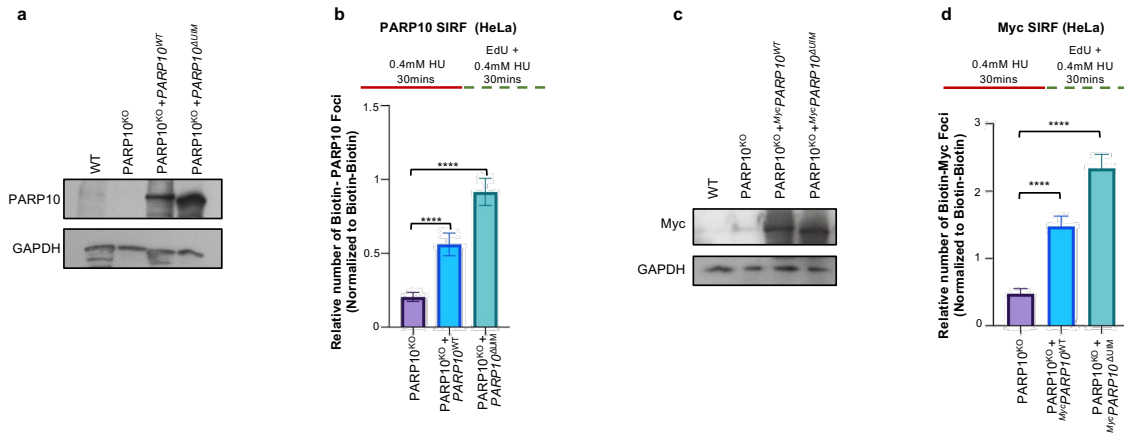 a
WT
PARP10ᴷᴼ
PARP10ᴷᴼ +PARP10ᵂᵀ
PARP10ᴷᴼ +PARP10ΔUIM
PARP10
GAPDH
b
PARP10 SIRF (HeLa)
EdU +
0.4mM HU
0.4mM HU
30mins
30mins
Relative number of Biotin- PARP10 Foci
(Normalized to Biotin-Biotin)
1.5
1
0.5
0
****
****
PARP10ᴷᴼ
PARP10ᴷᴼ +
PARP10ᵂᵀ
PARP10ᴷᴼ +
PARP10ΔUIM
c
WT
PARP10ᴷᴼ
PARP10ᴷᴼ +ᴹʸᶜPARP10ᵂᵀ
PARP10ᴷᴼ +ᴹʸᶜPARP10ΔUIM
Myc
GAPDH
d
Myc SIRF (HeLa)
EdU +
0.4mM HU
0.4mM HU
30mins
30mins
Relative number of Biotin-Myc Foci
(Normalized to Biotin-Biotin)
3
2
1
0
****
****
PARP10ᴷᴼ
PARP10ᴷᴼ +
ᴹʸᶜPARP10ᵂᵀ
PARP10ᴷᴼ +
ᴹʸᶜPARP10 ΔUIM